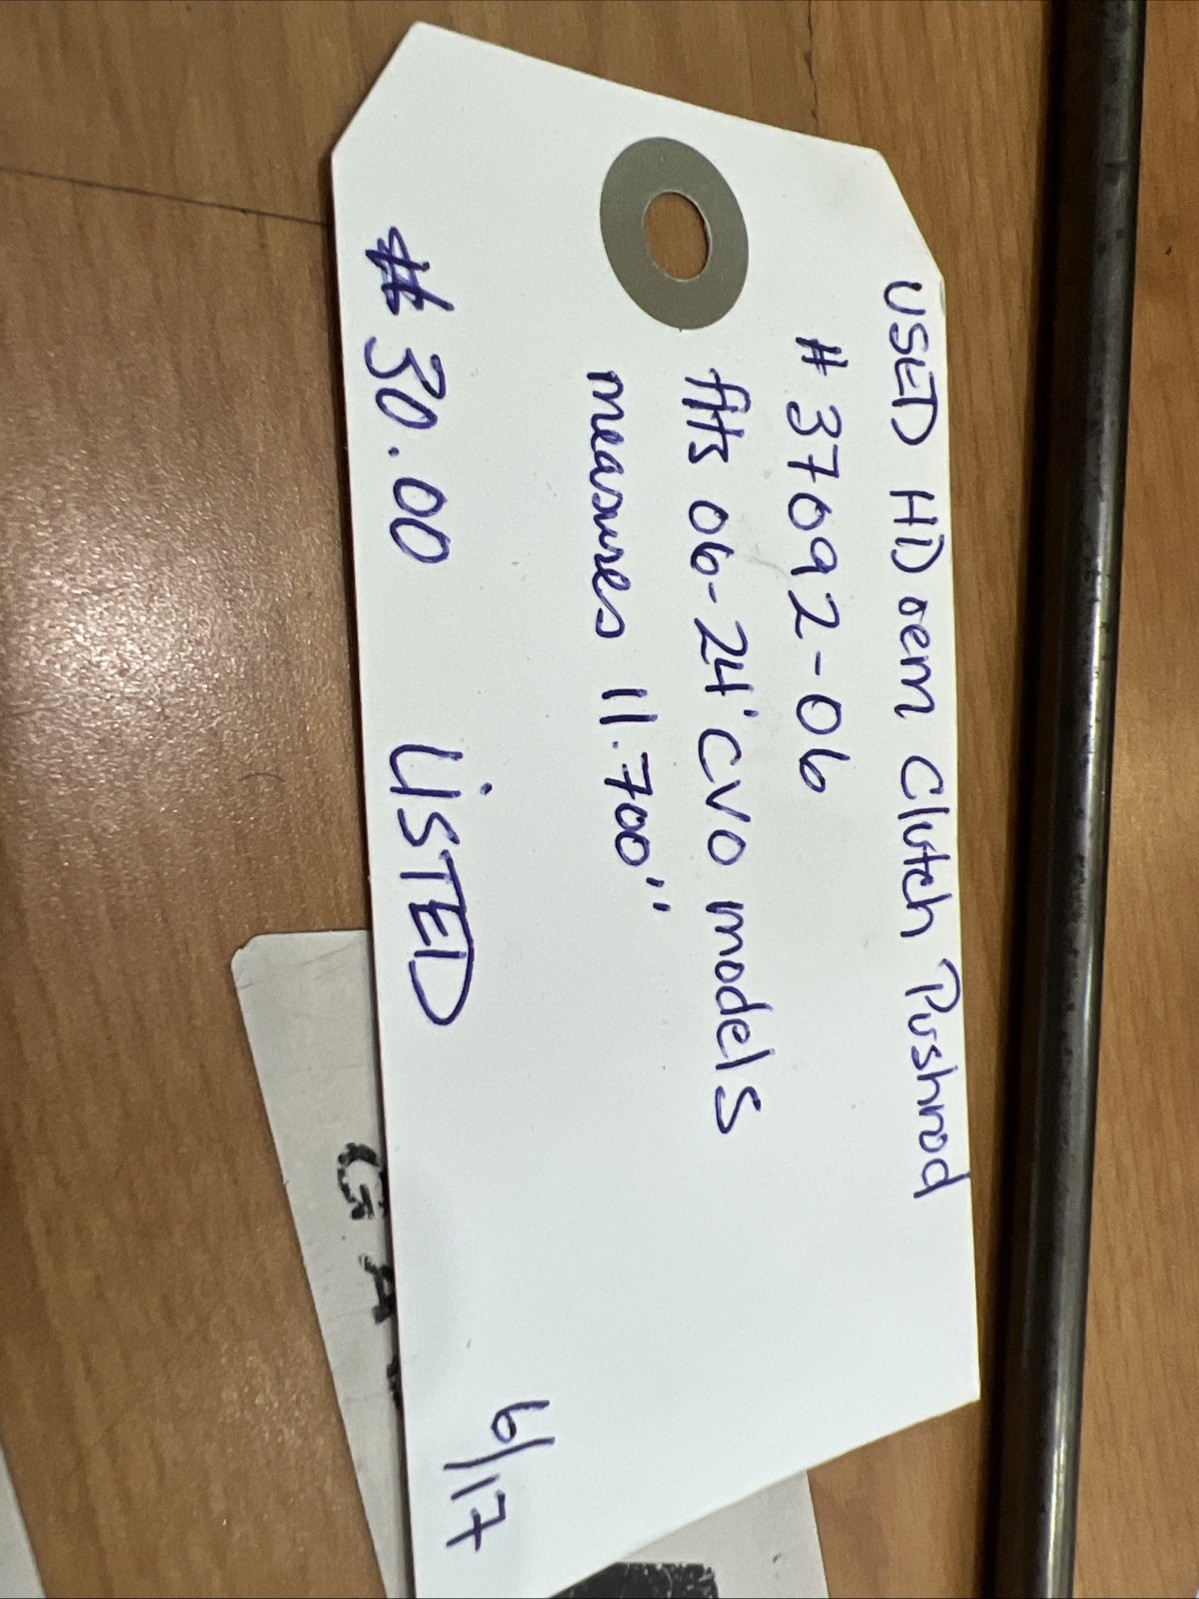 USED HD oem Clutch Pushrod
# 37092-06
fits 06-24' CVO models
measures 11.700"
$30.00 LiSTED
6/17
GA